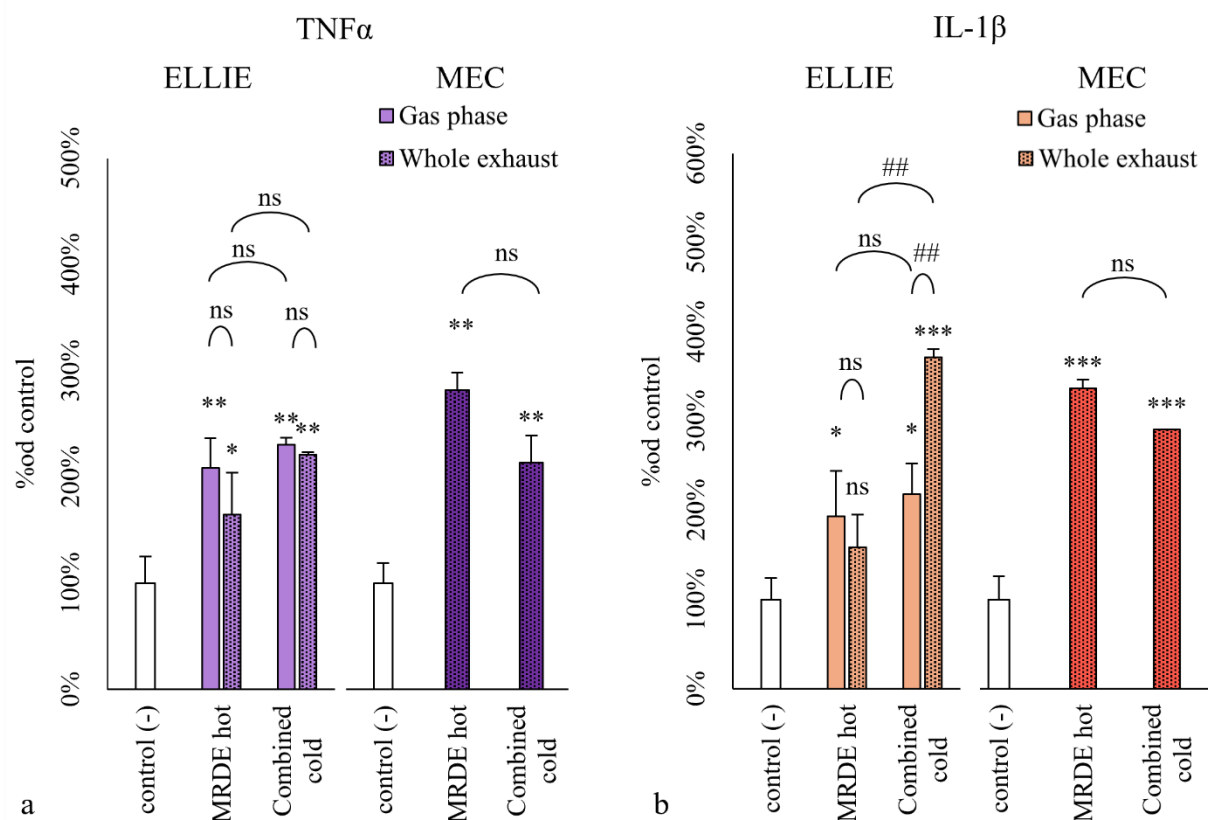 TNFα
ELLIE
MEC
Gas phase
Whole exhaust
%od control
500%
400%
300%
200%
100%
0%
ns
ns
ns
ns
ns
**
*
**
**
**
**
control (-)
MRDE hot
Combined
cold
control (-)
MRDE hot
Combined
cold
a
IL-1β
ELLIE
MEC
Gas phase
Whole exhaust
%od control
600%
500%
400%
300%
200%
100%
0%
##
ns
##
ns
ns
*
ns
*
***
***
***
control (-)
MRDE hot
Combined
cold
control (-)
MRDE hot
Combined
cold
b